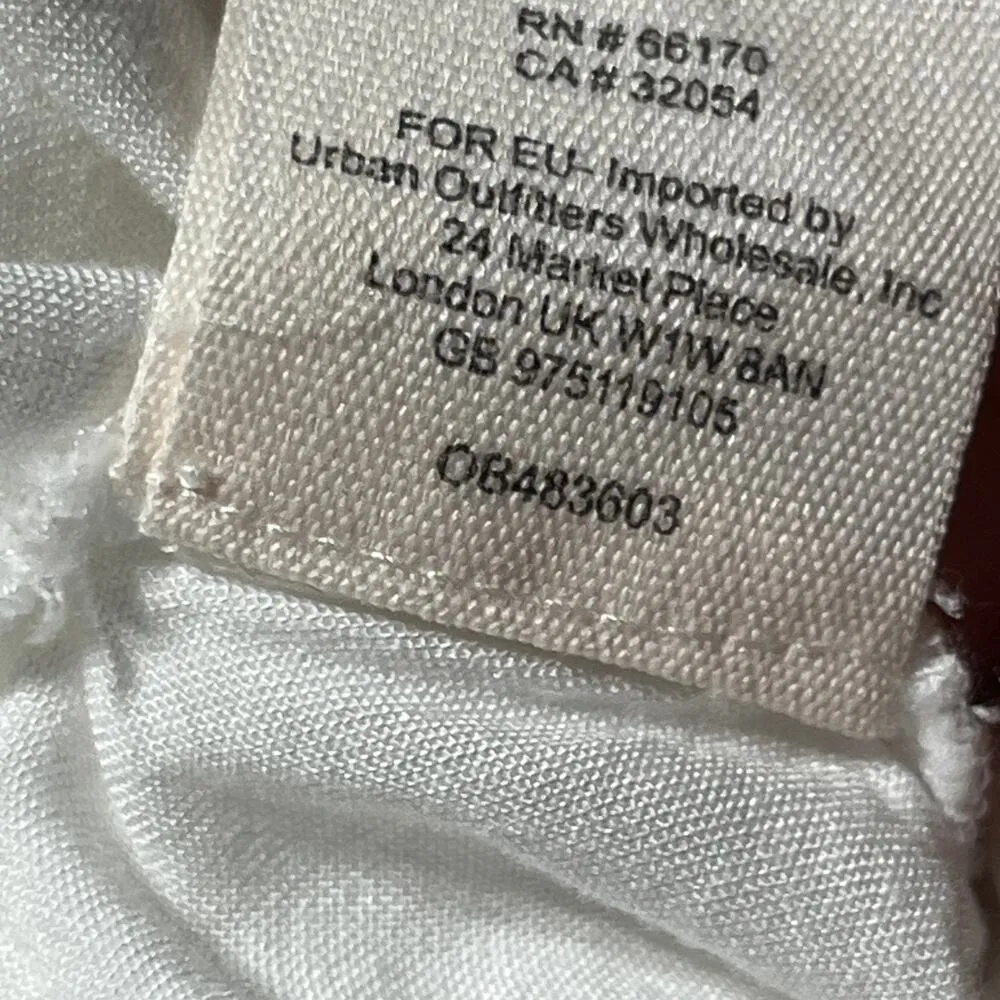 RN # 66170
CA # 32054
FOR EU- Imported by
Urban Outfitters Wholesale, Inc
24 Market Place
London UK W1W 8AN
GB 975119105
OB483603